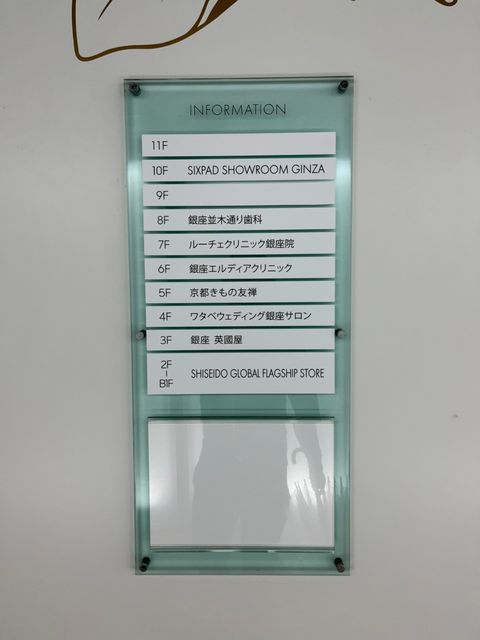 INFORMATION
11F
10F SIXPAD SHOWROOM GINZA
9F
8F 銀座並木通り歯科
7F ルーチェクリニック銀座院
6F 銀座エルディアクリニック
5F 京都きもの友禅
4F ワタベウェディング銀座サロン
3F 銀座 英國屋
2F
-
B1F SHISEIDO GLOBAL FLAGSHIP STORE